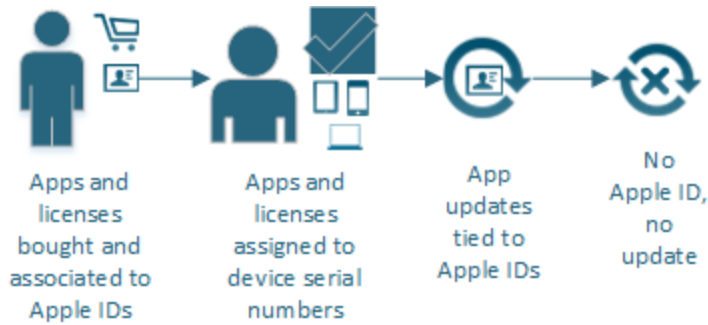 Apps and
licenses
bought and
associated to
Apple IDs
Apps and
licenses
assigned to
device serial
numbers
App
updates
tied to
Apple IDs
No
Apple ID,
no
update